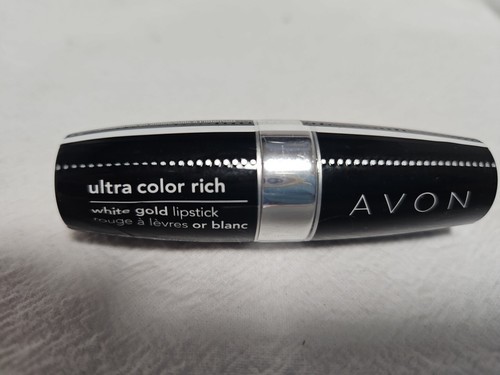 ultra color rich
white gold lipstick
rouge à lèvres or blanc
AVON